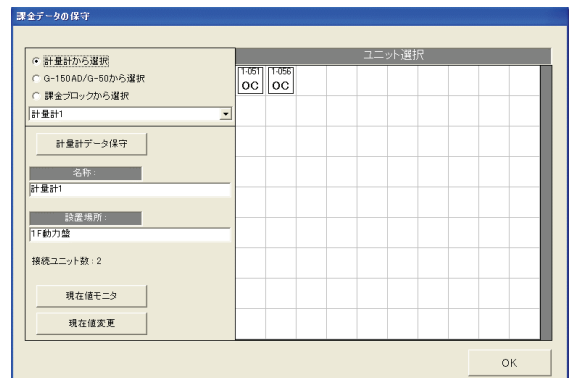 課金データの保守
計量計から選択
G-150AD/G-50から選択
課金ブロックから選択
計量計1
計量計データ保守
名称:
計量計1
設置場所:
1F動力盤
接続ユニット数:2
現在値モニタ
現在値変更
ユニット選択
1-051 1-056
OC OC
OK